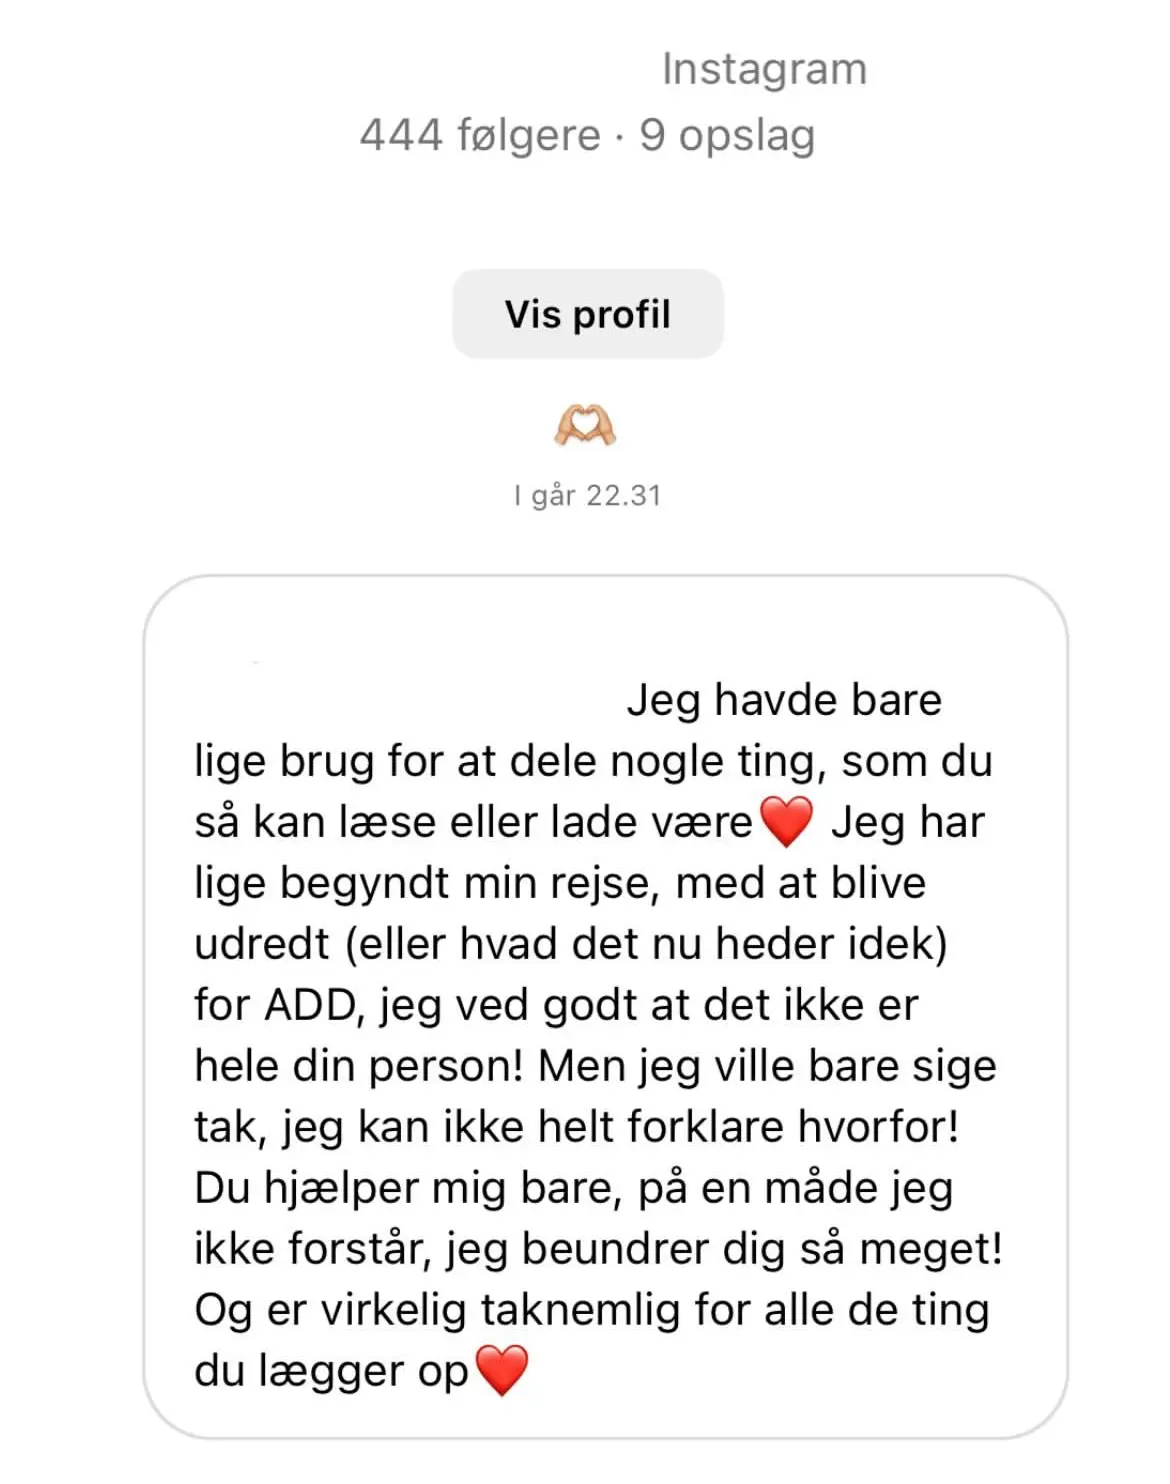 Instagram
444 følgere · 9 opslag
Vis profil
🫶🏼
I går 22.31
Jeg havde bare
lige brug for at dele nogle ting, som du
så kan læse eller lade være❤️ Jeg har
lige begyndt min rejse, med at blive
udredt (eller hvad det nu heder idek)
for ADD, jeg ved godt at det ikke er
hele din person! Men jeg ville bare sige
tak, jeg kan ikke helt forklare hvorfor!
Du hjælper mig bare, på en måde jeg
ikke forstår, jeg beundrer dig så meget!
Og er virkelig taknemlig for alle de ting
du lægger op❤️